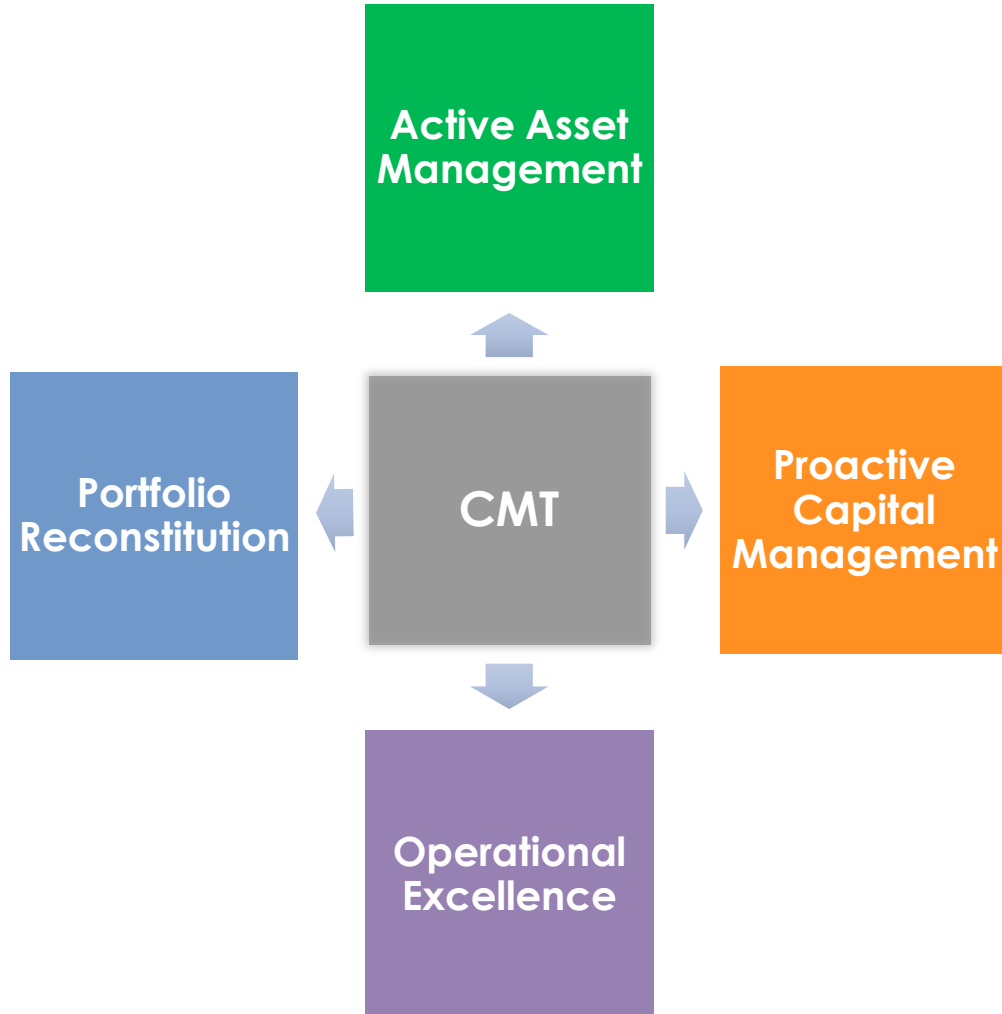 Active Asset
Management
Portfolio
Reconstitution
CMT
Proactive
Capital
Management
Operational
Excellence